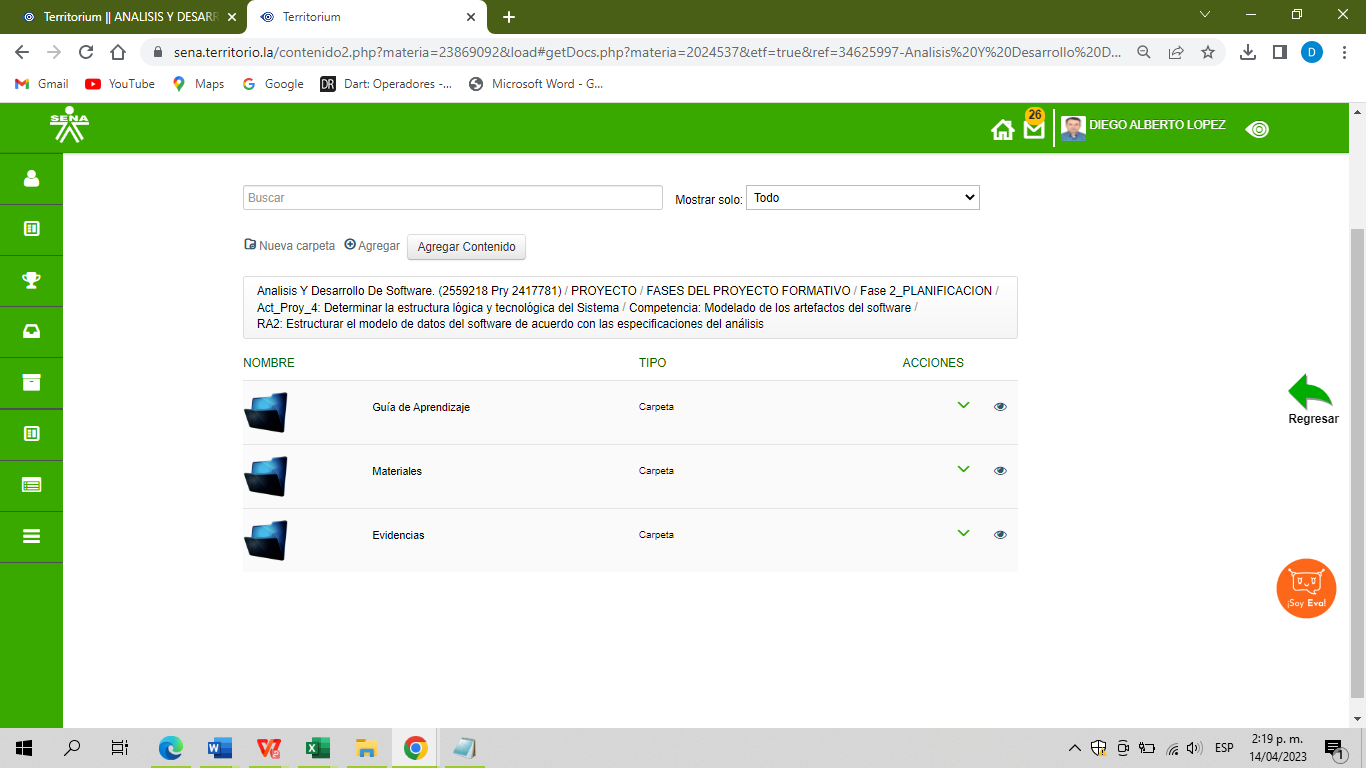 Territorium || ANALISIS Y DESARR
Territorium
sena.territorio.la/contenido2.php?materia=23869092&load#getDocs.php?materia=2024537&etf=true&ref=34625997-Analisis%20Y%20Desarrollo%20D...
D
Gmail
YouTube
Maps
Google
DR Dart: Operadores -...
Microsoft Word - G...
SENA
26
DIEGO ALBERTO LOPEZ
Buscar
Mostrar solo: Todo
Nueva carpeta
Agregar
Agregar Contenido
Analisis Y Desarrollo De Software. (2559218 Pry 2417781) / PROYECTO / FASES DEL PROYECTO FORMATIVO / Fase 2_PLANIFICACION /
Act_Proy_4: Determinar la estructura lógica y tecnológica del Sistema / Competencia: Modelado de los artefactos del software /
RA2: Estructurar el modelo de datos del software de acuerdo con las especificaciones del análisis
NOMBRE TIPO ACCIONES
Guía de Aprendizaje Carpeta
Regresar
Materiales Carpeta
Evidencias Carpeta
¡Soy Eva!
ESP
2:19 p. m.
14/04/2023
1